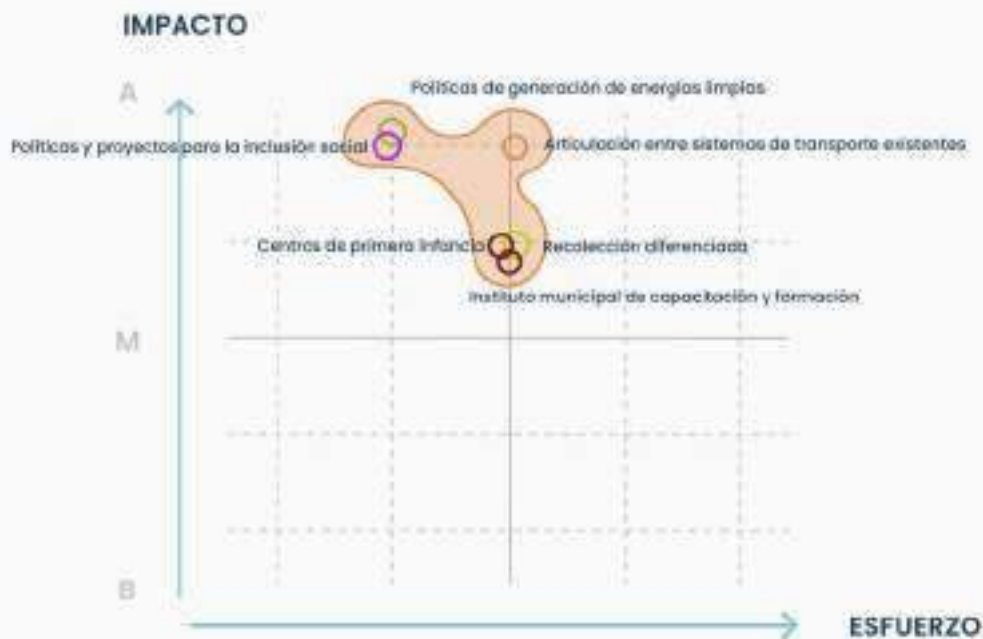 IMPACTO
A
Políticas de generación de energías limpias
Políticas y proyectos para la inclusión social
Articulación entre sistemas de transporte existentes
Centros de primera infancia
Recolección diferenciada
Instituto municipal de capacitación y formación
M
B
ESFUERZO